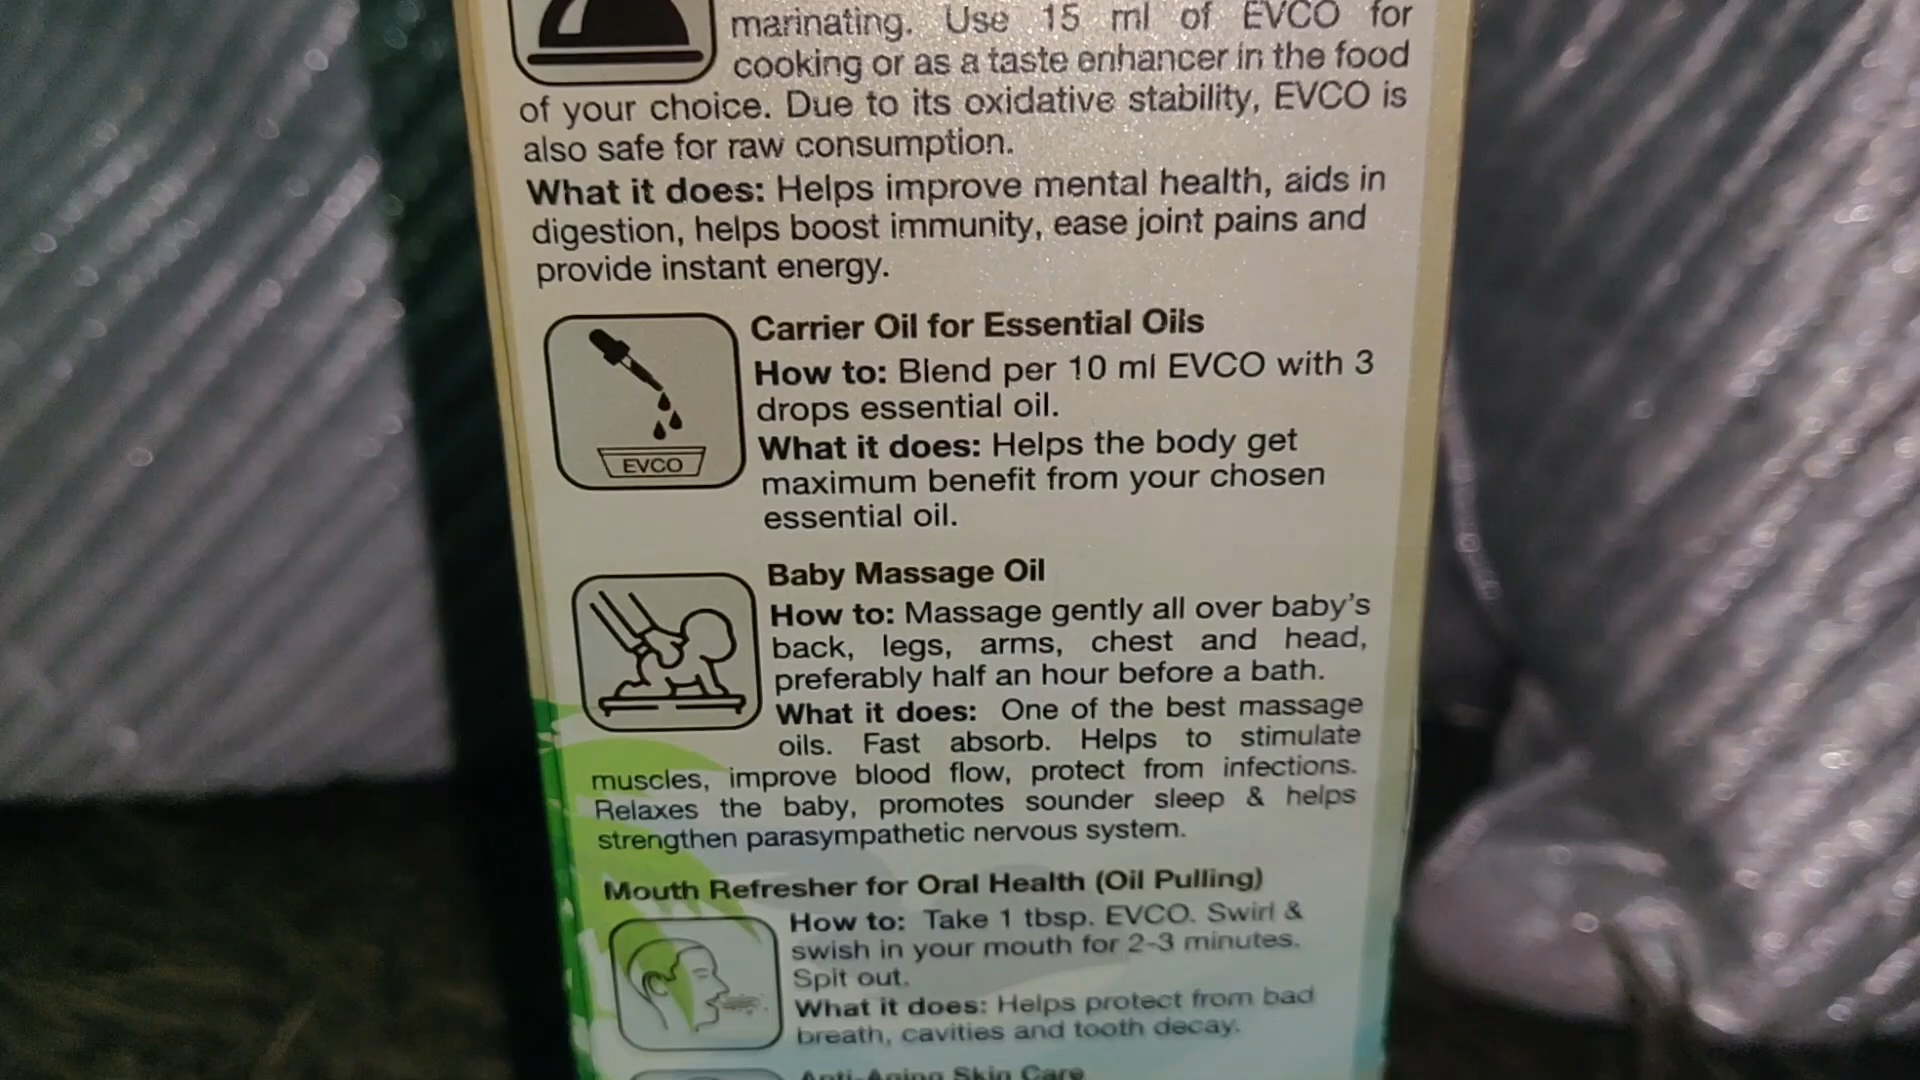 marinating. Use 15 ml of EVCO for
cooking or as a taste enhancer in the food
of your choice. Due to its oxidative stability, EVCO is
also safe for raw consumption.
What it does: Helps improve mental health, aids in
digestion, helps boost immunity, ease joint pains and
provide instant energy.
Carrier Oil for Essential Oils
How to: Blend per 10 ml EVCO with 3
drops essential oil.
What it does: Helps the body get
maximum benefit from your chosen
essential oil.
EVCO
Baby Massage Oil
How to: Massage gently all over baby's
back, legs, arms, chest and head,
preferably half an hour before a bath.
What it does: One of the best massage
oils. Fast absorb. Helps to stimulate
muscles, improve blood flow, protect from infections.
Relaxes the baby, promotes sounder sleep & helps
strengthen parasympathetic nervous system.
Mouth Refresher for Oral Health (Oil Pulling)
How to: Take 1 tbsp. EVCO. Swirl &
swish in your mouth for 2-3 minutes.
Spit out.
What it does: Helps protect from bad
breath, cavities and tooth decay.
Anti-Aging Skin Care